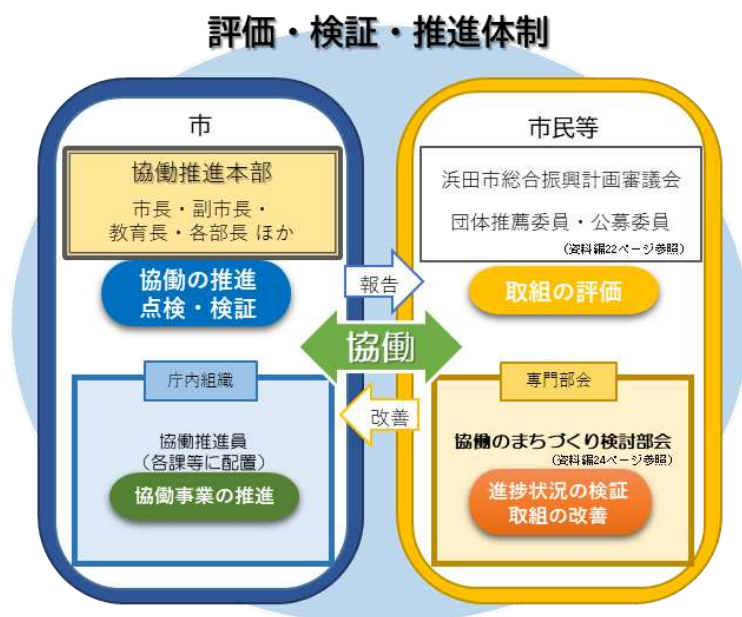 評価・検証・推進体制
市
協働推進本部
市長・副市長・
教育長・各部長 ほか
協働の推進
点検・検証
庁内組織
協働推進員
（各課等に配置）
協働事業の推進
報告
協働
改善
市民等
浜田市総合振興計画審議会
団体推薦委員・公募委員
（資料編22ページ参照）
取組の評価
専門部会
協働のまちづくり検討部会
（資料編24ページ参照）
進捗状況の検証
取組の改善